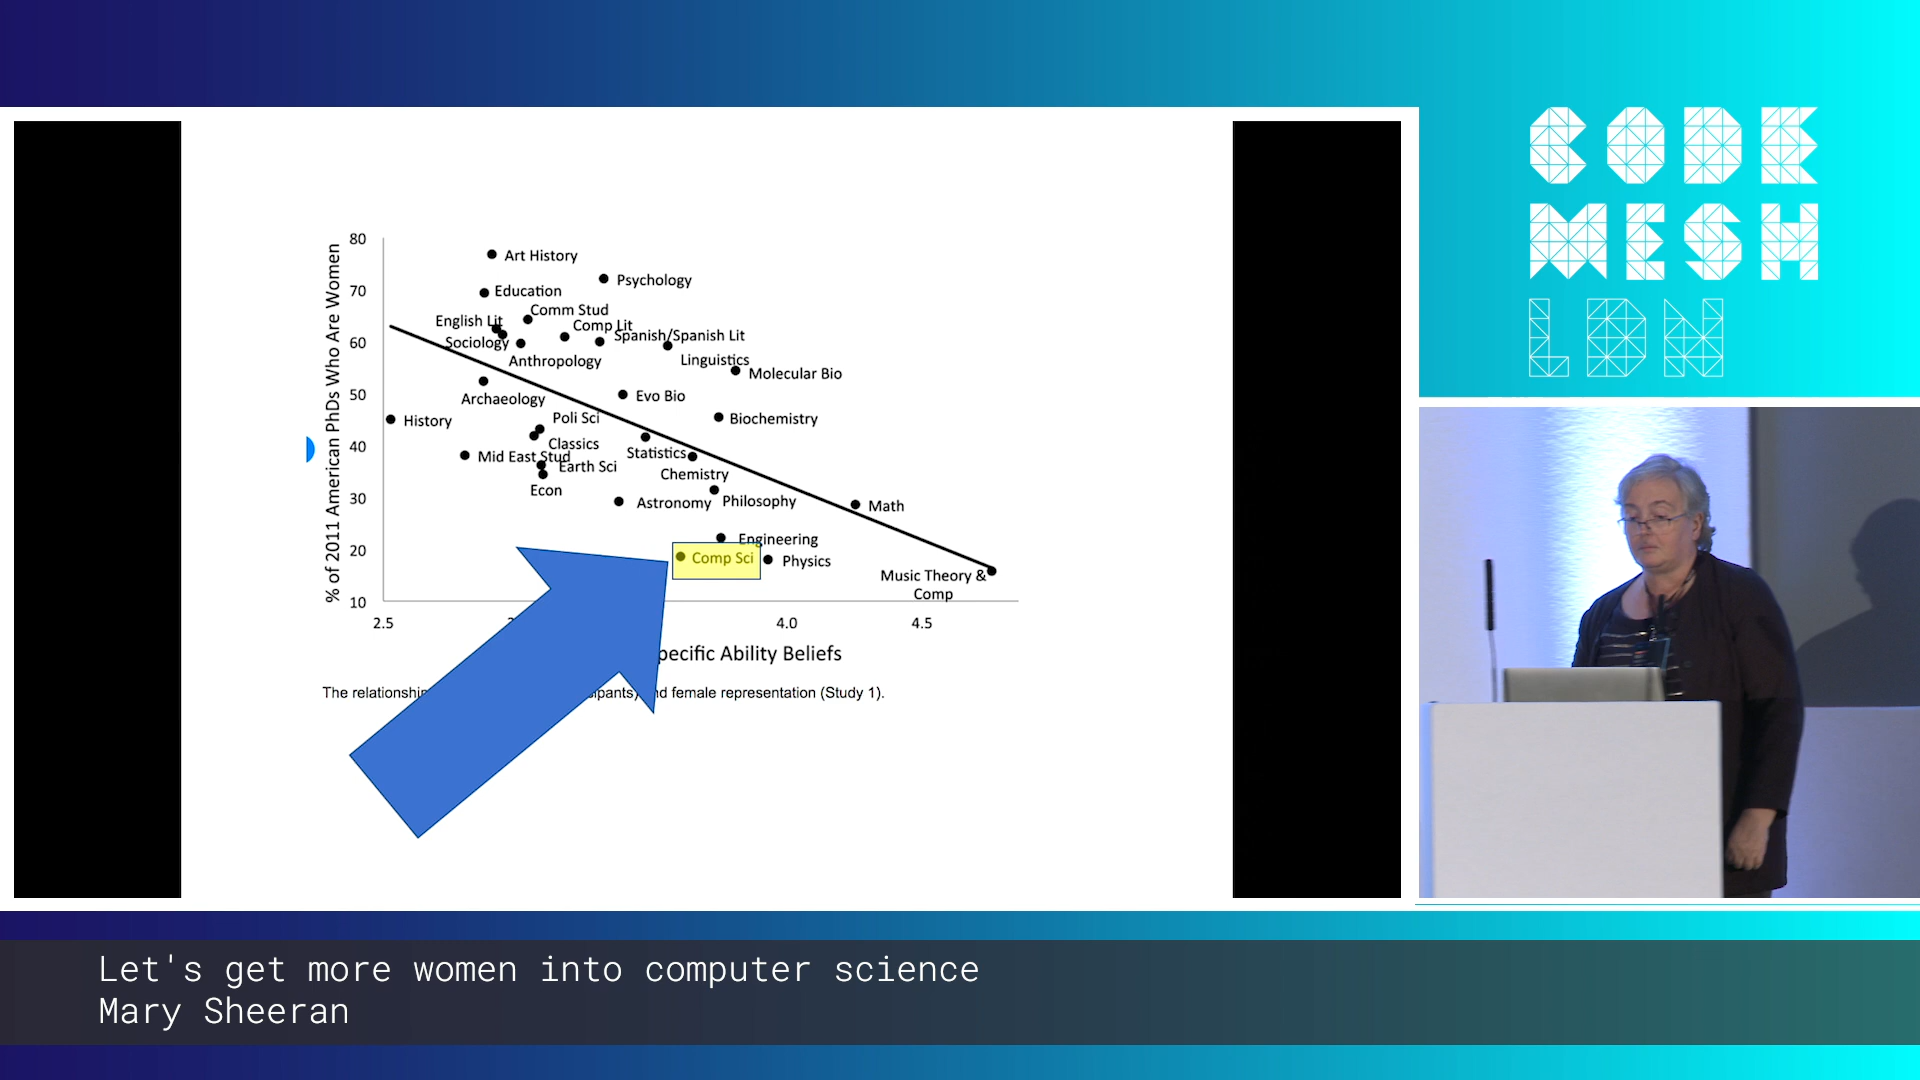 CODE
MESH
LDN
% of 2011 American PhDs Who Are Women
80
70
60
50
40
30
20
10
Art History
Psychology
Education
Comm Stud
English Lit
Comp Lit
Spanish/Spanish Lit
Sociology
Anthropology
Linguistics
Molecular Bio
Archaeology
Evo Bio
History
Poli Sci
Biochemistry
Classics
Statistics
Mid East Stud
Earth Sci
Chemistry
Econ
Astronomy
Philosophy
Math
Engineering
Comp Sci
Physics
Music Theory &
Comp
2.5
4.0
4.5
Ability Beliefs
The female representation (Study 1).
Let's get more women into computer science
Mary Sheeran